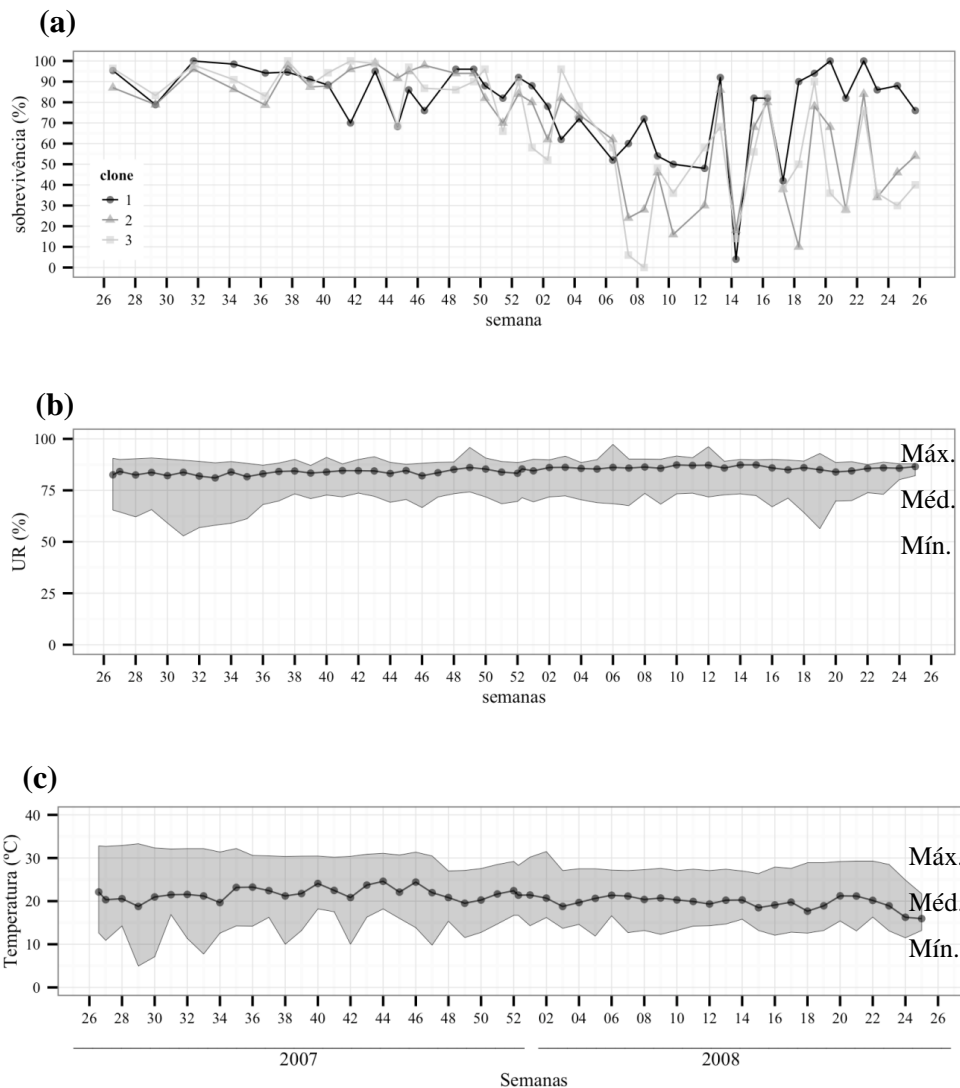 (a)
100
90
80
70
60
50
40
30
20
10
0
sobrevivência (%)
clone
1
2
3
26 28 30 32 34 36 38 40 42 44 46 48 50 52 02 04 06 08 10 12 14 16 18 20 22 24 26
semana
(b)
100
75
50
25
0
UR (%)
Máx.
Méd.
Mín.
26 28 30 32 34 36 38 40 42 44 46 48 50 52 02 04 06 08 10 12 14 16 18 20 22 24 26
semanas
(c)
40
30
20
10
0
Temperatura (ºC)
Máx.
Méd.
Mín.
26 28 30 32 34 36 38 40 42 44 46 48 50 52 02 04 06 08 10 12 14 16 18 20 22 24 26
2007 2008
Semanas